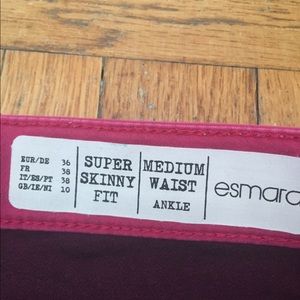 EUR/DE 36
FR 38
IT/ES/PT 38
GB/IE/NI 10
SUPER
SKINNY
FIT
MEDIUM
WAIST
ANKLE
esmara